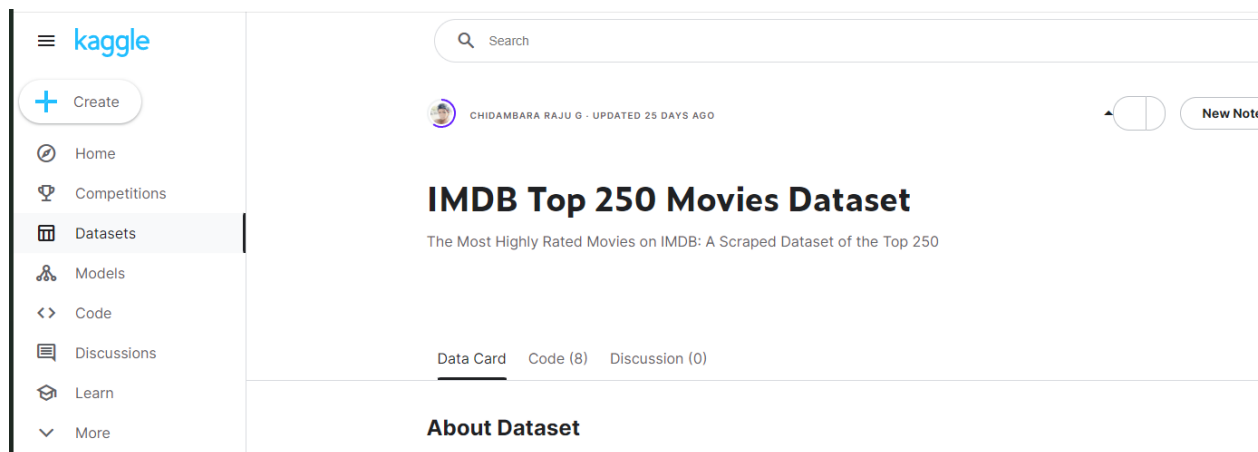 kaggle
Search
Create
CHIDAMBARA RAJU G · UPDATED 25 DAYS AGO
New Note
Home
Competitions
IMDB Top 250 Movies Dataset
Datasets
The Most Highly Rated Movies on IMDB: A Scraped Dataset of the Top 250
Models
Code
Discussions
Data Card Code (8) Discussion (0)
Learn
About Dataset
More